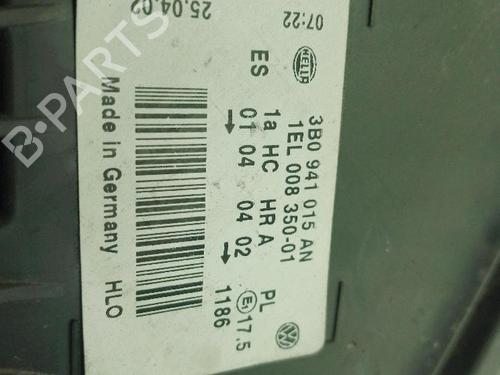 25.04.02 07:22
HELLA
3B0 941 015 AN
1EL 008 350-01
ES 1a HC HR A PL E1 17.5
01 04 04 02 1186
Made in Germany HLO
B-PARTS